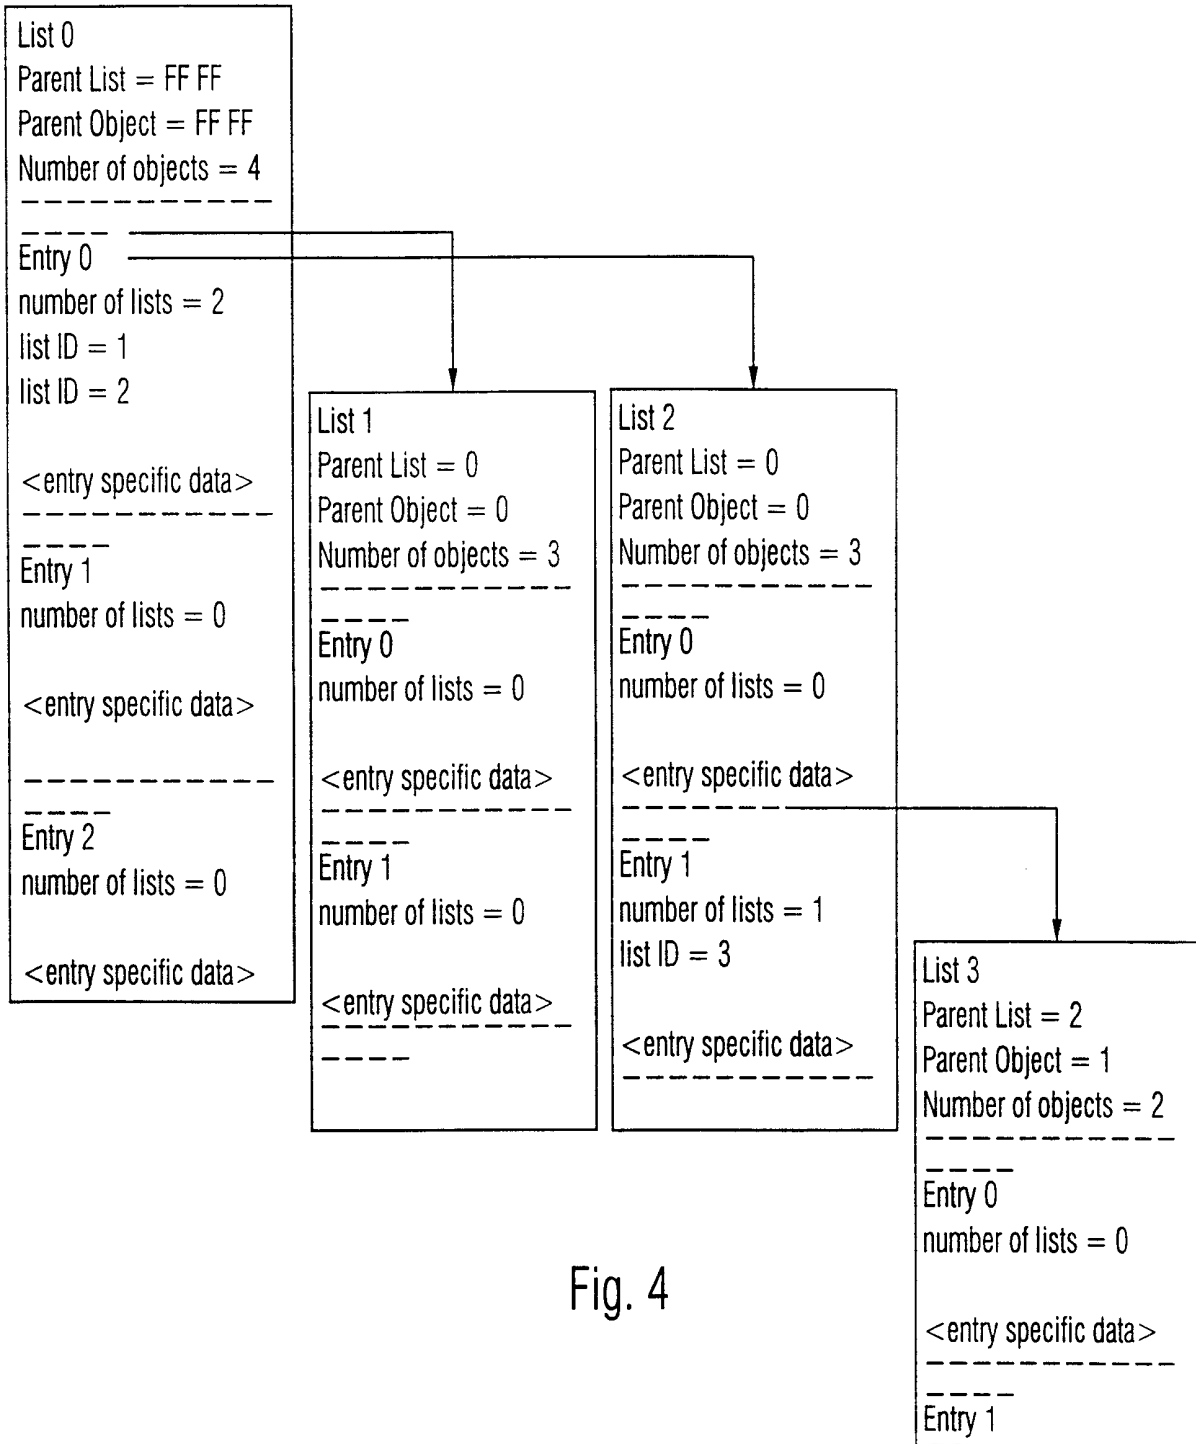 List 0
Parent List = FF FF
Parent Object = FF FF
Number of objects = 4
Entry 0
number of lists = 2
list ID = 1
list ID = 2
<entry specific data>
Entry 1
number of lists = 0
<entry specific data>
Entry 2
number of lists = 0
<entry specific data>
List 1
Parent List = 0
Parent Object = 0
Number of objects = 3
Entry 0
number of lists = 0
<entry specific data>
Entry 1
number of lists = 0
<entry specific data>
List 2
Parent List = 0
Parent Object = 0
Number of objects = 3
Entry 0
number of lists = 0
<entry specific data>
Entry 1
number of lists = 1
list ID = 3
<entry specific data>
List 3
Parent List = 2
Parent Object = 1
Number of objects = 2
Entry 0
number of lists = 0
<entry specific data>
Entry 1
Fig. 4